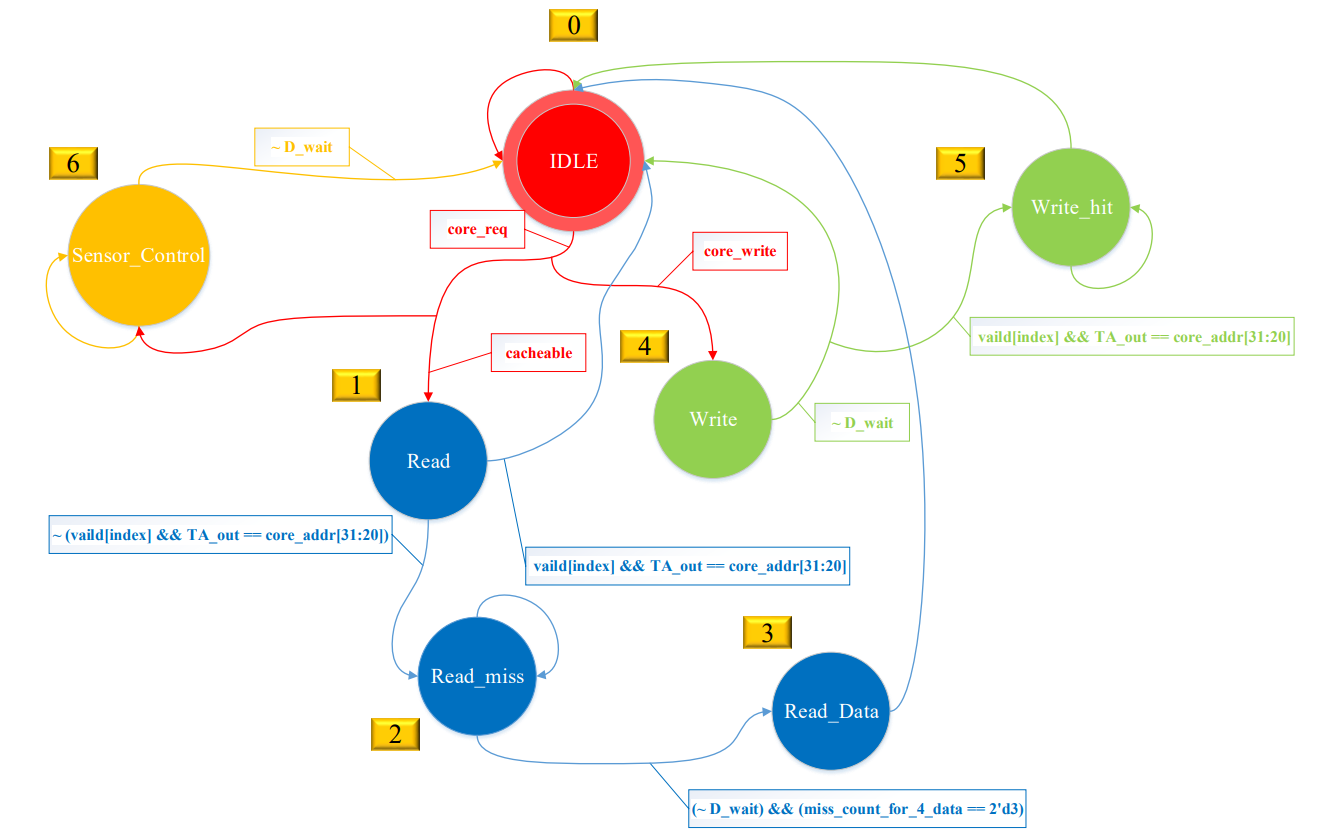 0
~ D_wait
6
IDLE
5
Write_hit
core_req
core_write
Sensor_Control
vaild[index] && TA_out == core_addr[31:20]
4
cacheable
1
Write
~ D_wait
Read
~ (vaild[index] && TA_out == core_addr[31:20])
vaild[index] && TA_out == core_addr[31:20]
3
Read_miss
Read_Data
2
(~ D_wait) && (miss_count_for_4_data == 2'd3)